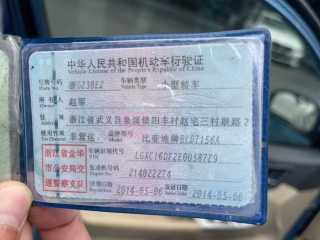 中华人民共和国机动车行驶证
Vehicle License of the People's Republic of China
号牌号码 浙G238EZ 车辆类型 小型轿车
Plate No. Vehicle Type
所有人 赵军
Owner
住址 浙江省武义县桑溪镇阳丰村赵宅三村联路2
Address
使用性质 非营运 品牌型号 比亚迪牌BYD7156A
Use Character Model
浙江省金华 车辆识别代号 LGXC16DF2E0058729
VIN
市公安局交 发动机号码 214022274
Engine No.
通警察支队 注册日期 2014-05-06 发证日期 2014-05-06
Register Date Issue Date